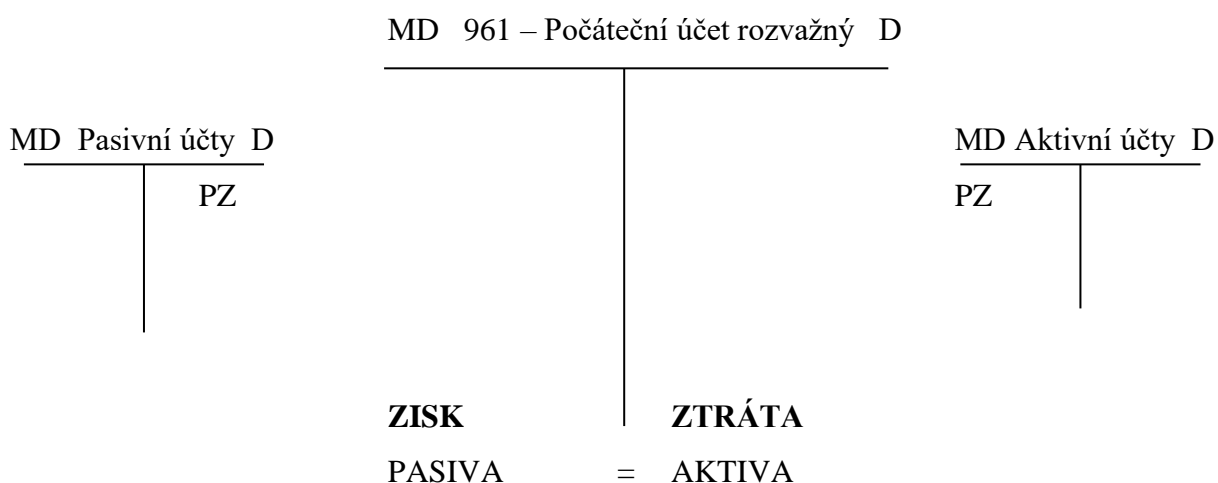 MD 961 – Počáteční účet rozvažný D
MD Pasivní účty D
MD Aktivní účty D
PZ
PZ
ZISK ZTRÁTA
PASIVA = AKTIVA